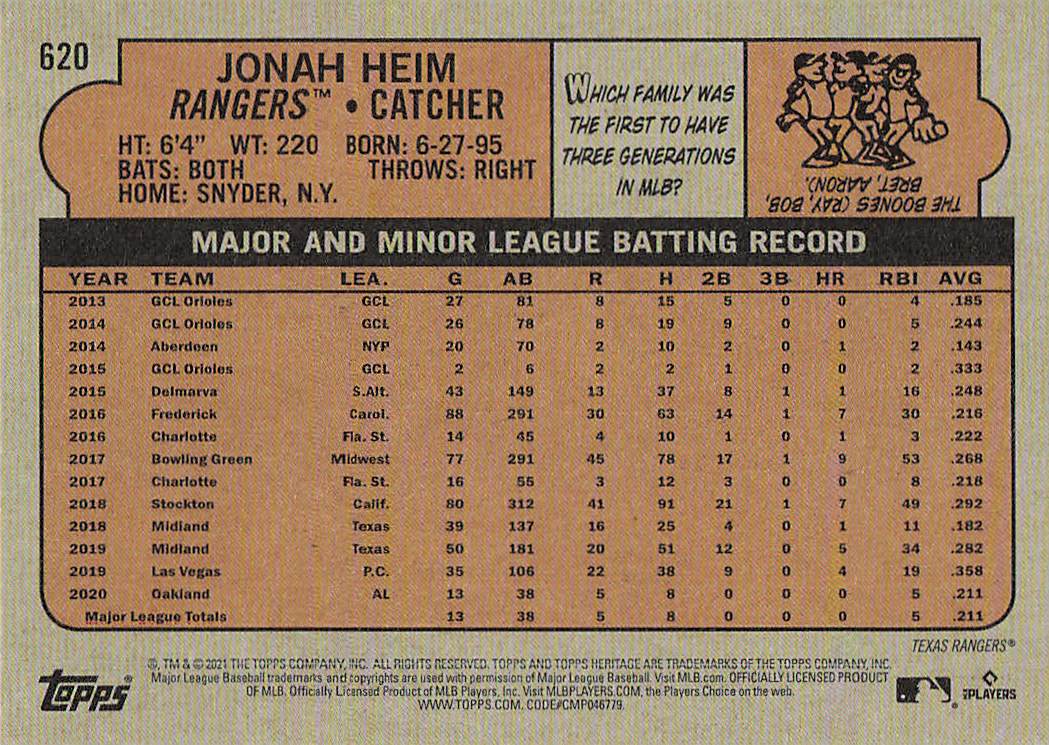 620
JONAH HEIM
RANGERS™ • CATCHER
HT: 6'4" WT: 220 BORN: 6-27-95
BATS: BOTH THROWS: RIGHT
HOME: SNYDER, N.Y.
WHICH FAMILY WAS
THE FIRST TO HAVE
THREE GENERATIONS
IN MLB?
THE BOONES (RAY, BOB,
BRET, AARON).
MAJOR AND MINOR LEAGUE BATTING RECORD
YEAR TEAM LEA. G AB R H 2B 3B HR RBI AVG
2013 GCL Orioles GCL 27 81 8 15 5 0 0 4 .185
2014 GCL Orioles GCL 26 78 8 19 9 0 0 5 .244
2014 Aberdeen NYP 20 70 2 10 2 0 1 2 .143
2015 GCL Orioles GCL 2 6 2 2 1 0 0 2 .333
2015 Delmarva S.Alt. 43 149 13 37 8 1 1 16 .248
2016 Frederick Carol. 88 291 30 63 14 1 7 30 .216
2016 Charlotte Fla. St. 14 45 4 10 1 0 1 3 .222
2017 Bowling Green Midwest 77 291 45 78 17 1 9 53 .268
2017 Charlotte Fla. St. 16 55 3 12 3 0 0 8 .218
2018 Stockton Calif. 80 312 41 91 21 1 7 49 .292
2018 Midland Texas 39 137 16 25 4 0 1 11 .182
2019 Midland Texas 50 181 20 51 12 0 5 34 .282
2019 Las Vegas P.C. 35 106 22 38 9 0 4 19 .358
2020 Oakland AL 13 38 5 8 0 0 0 5 .211
Major League Totals 13 38 5 8 0 0 0 5 .211
TEXAS RANGERS®
®, TM & © 2021 THE TOPPS COMPANY, INC. ALL RIGHTS RESERVED. TOPPS AND TOPPS HERITAGE ARE TRADEMARKS OF THE TOPPS COMPANY, INC.
Major League Baseball trademarks and copyrights are used with permission of Major League Baseball. Visit MLB.com. OFFICIALLY LICENSED PRODUCT
OF MLB. Officially Licensed Product of MLB Players, Inc. Visit MLBPLAYERS.COM, the Players Choice on the web.
WWW.TOPPS.COM. CODE#CMP046779.
Topps®
MLBPLAYERS